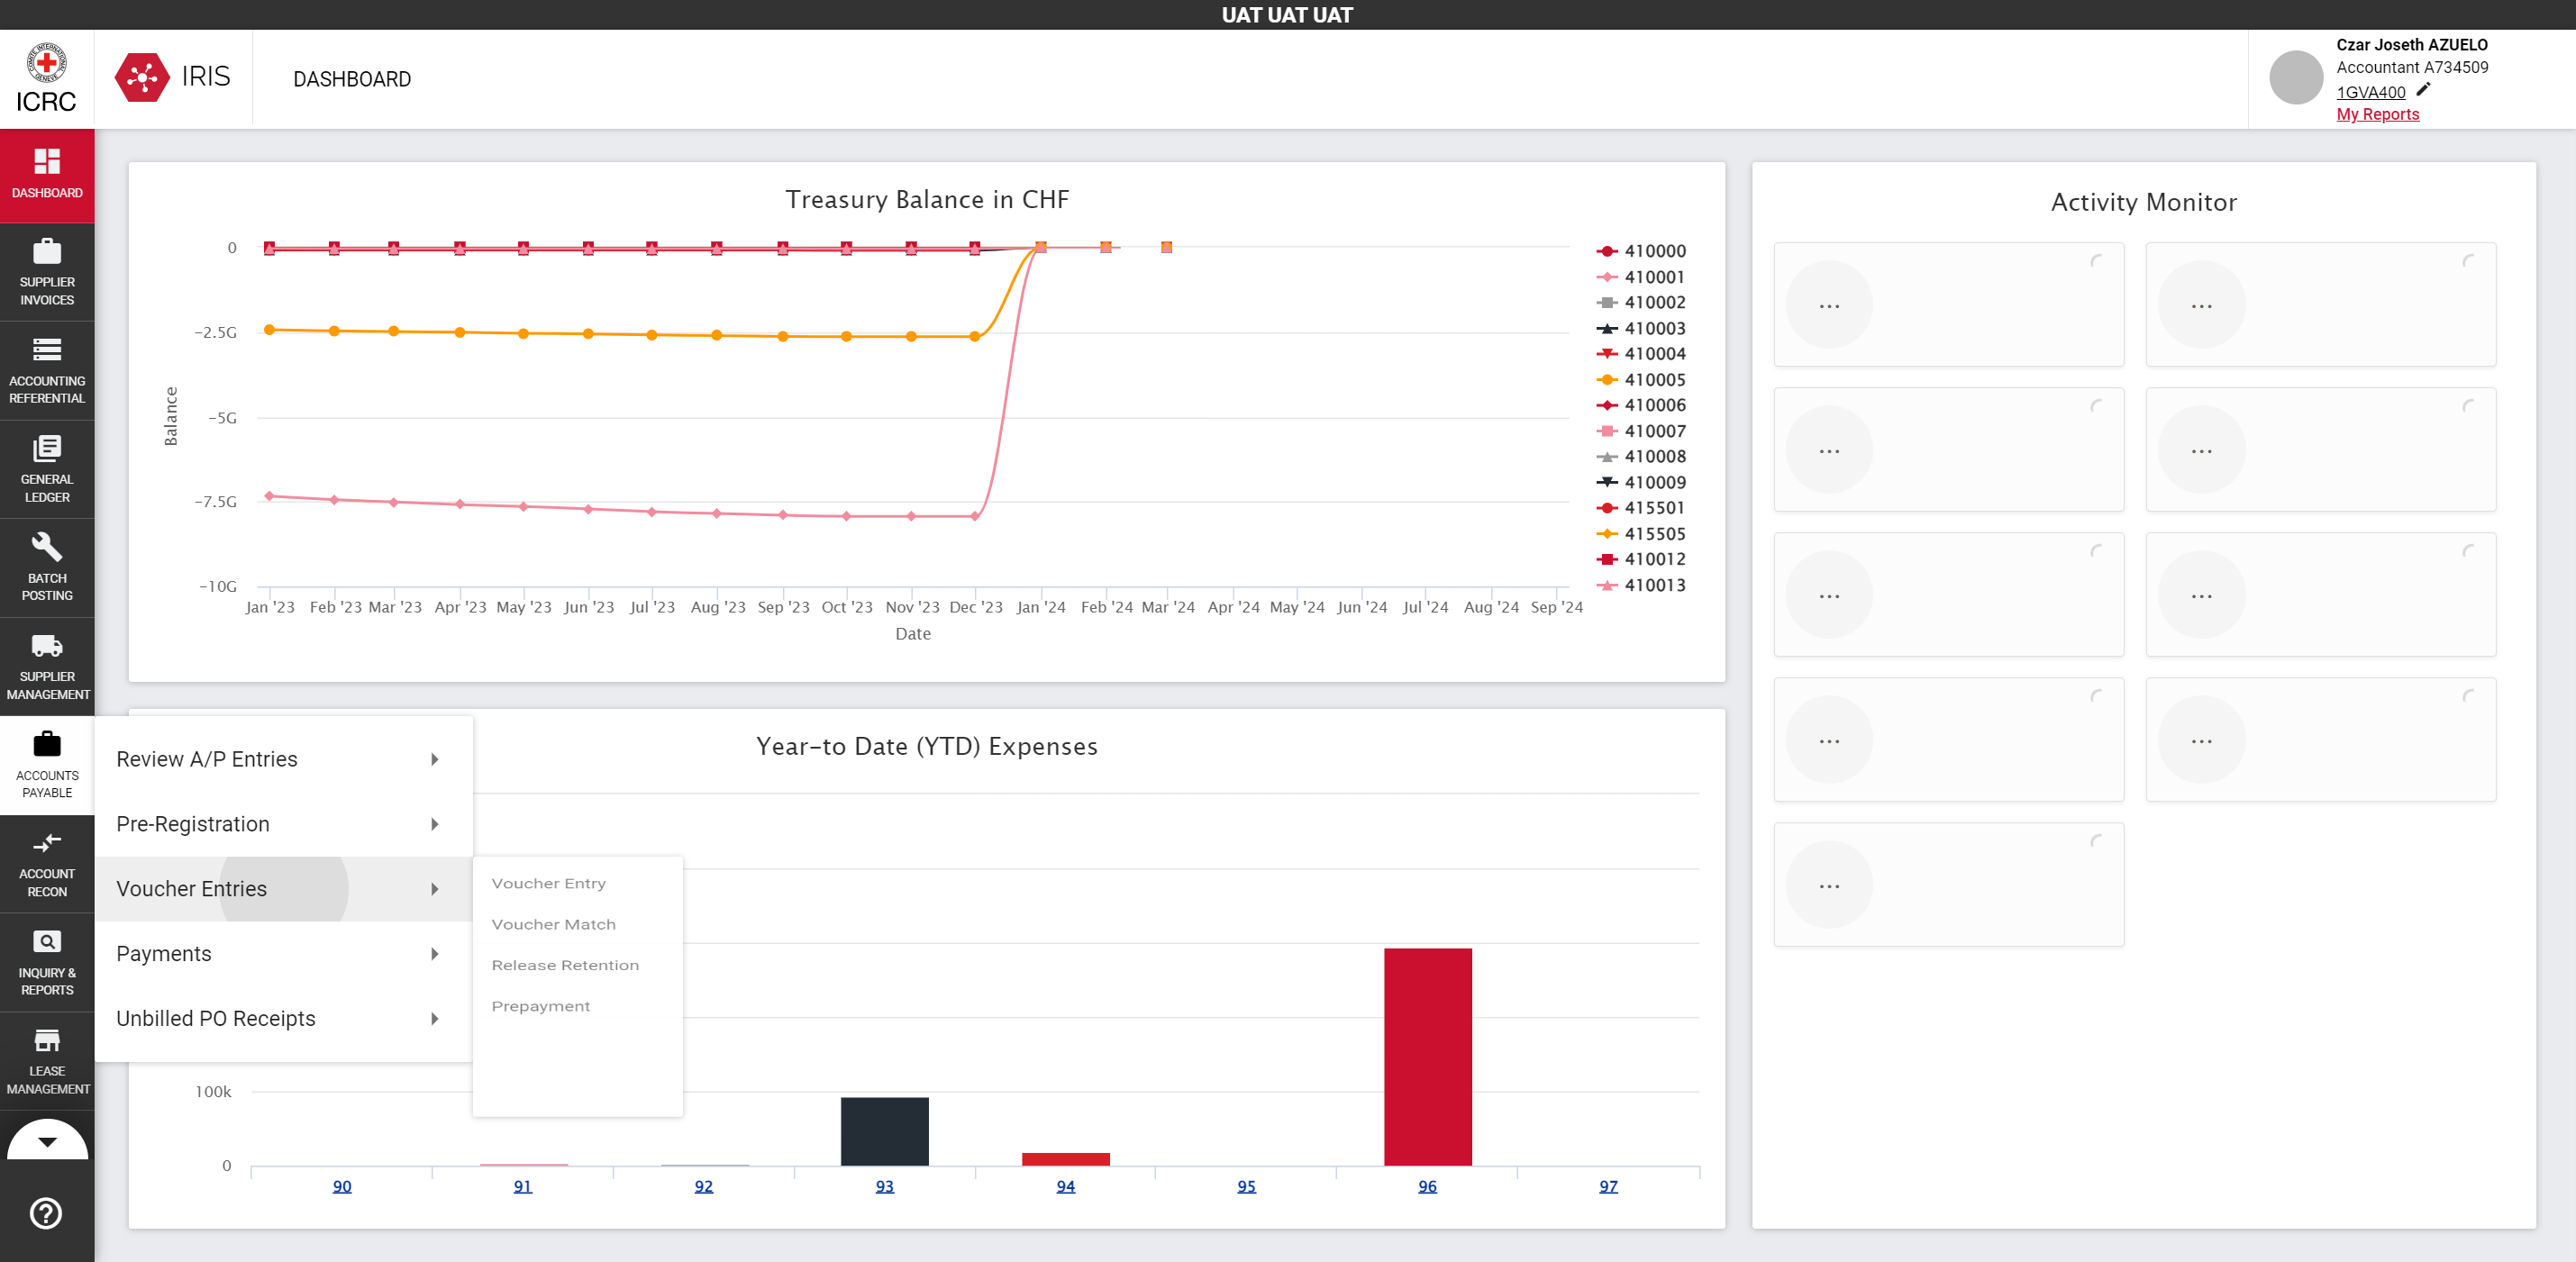 UAT UAT UAT
ICRC
IRIS
DASHBOARD
Czar Joseth AZUELO
Accountant A734509
1GVA400
My Reports
DASHBOARD
SUPPLIER
INVOICES
ACCOUNTING
REFERENTIAL
GENERAL
LEDGER
BATCH
POSTING
SUPPLIER
MANAGEMENT
ACCOUNTS
PAYABLE
ACCOUNT
RECON
INQUIRY &
REPORTS
LEASE
MANAGEMENT
Treasury Balance in CHF
Balance
0
−2.5G
−5G
−7.5G
−10G
Jan '23 Feb '23 Mar '23 Apr '23 May '23 Jun '23 Jul '23 Aug '23 Sep '23 Oct '23 Nov '23 Dec '23 Jan '24 Feb '24 Mar '24 Apr '24 May '24 Jun '24 Jul '24 Aug '24 Sep '24
Date
410000
410001
410002
410003
410004
410005
410006
410007
410008
410009
415501
415505
410012
410013
Activity Monitor
... ...
... ...
... ...
... ...
...
Review A/P Entries
Pre-Registration
Voucher Entries
Payments
Unbilled PO Receipts
Voucher Entry
Voucher Match
Release Retention
Prepayment
Year-to Date (YTD) Expenses
100k
0
90 91 92 93 94 95 96 97